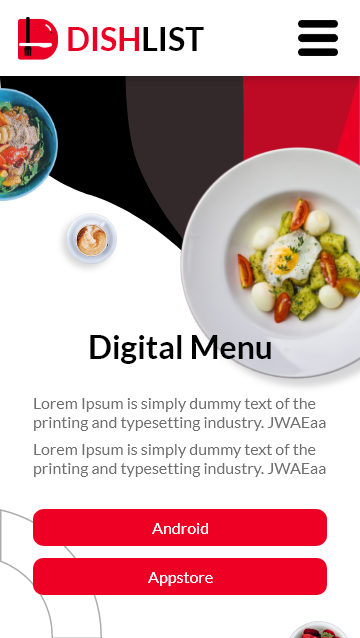 DISHLIST
Digital Menu
Lorem Ipsum is simply dummy text of the
printing and typesetting industry. JWAEaa
Lorem Ipsum is simply dummy text of the
printing and typesetting industry. JWAEaa
Android
Appstore